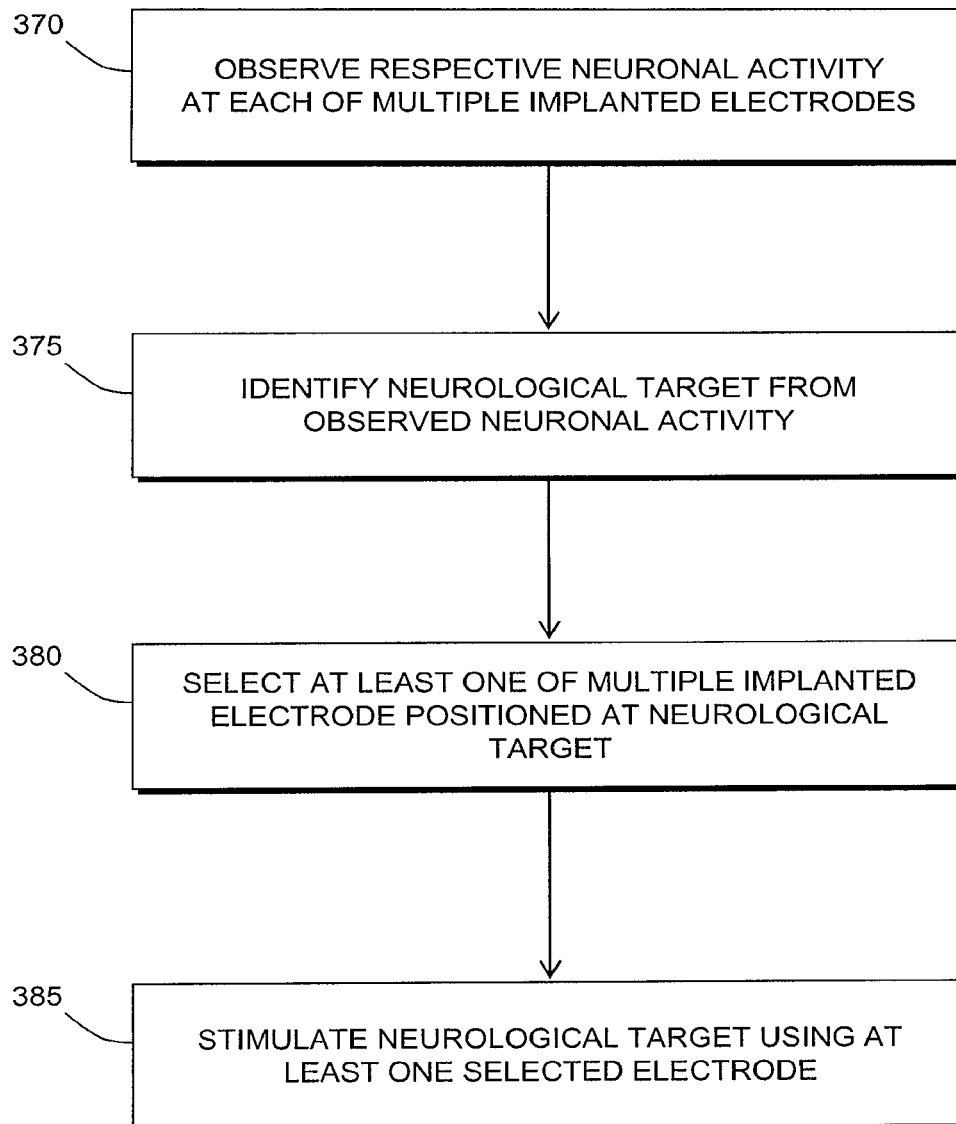 370
OBSERVE RESPECTIVE NEURONAL ACTIVITY
AT EACH OF MULTIPLE IMPLANTED ELECTRODES
375
IDENTIFY NEUROLOGICAL TARGET FROM
OBSERVED NEURONAL ACTIVITY
380
SELECT AT LEAST ONE OF MULTIPLE IMPLANTED
ELECTRODE POSITIONED AT NEUROLOGICAL
TARGET
385
STIMULATE NEUROLOGICAL TARGET USING AT
LEAST ONE SELECTED ELECTRODE